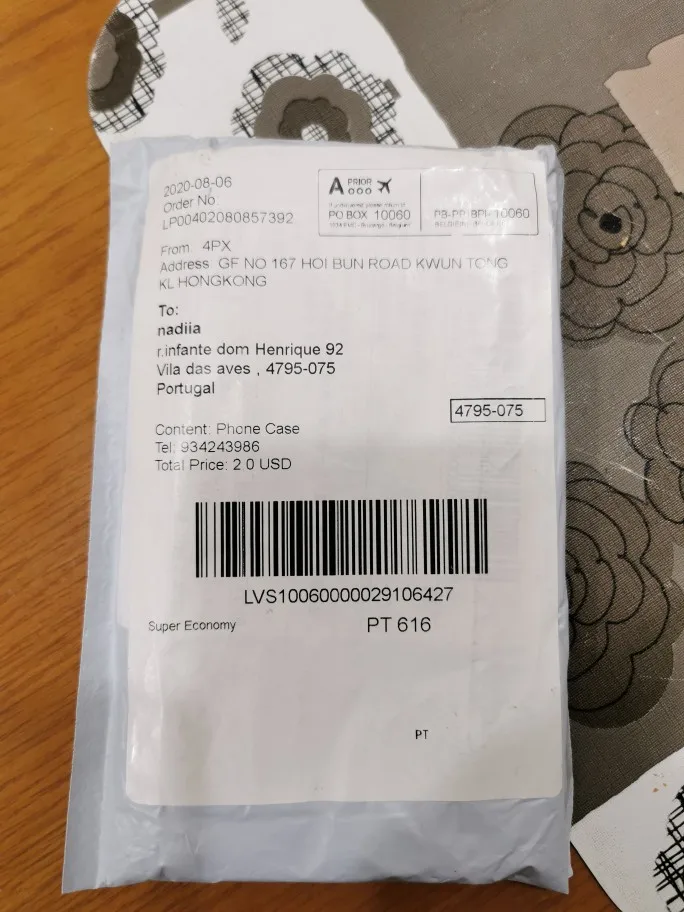 2020-08-06
Order No:
LP00402080857392
A PRIOR
PO BOX 10060
PB-PP BPI 10060
From 4PX
Address GF NO 167 HOI BUN ROAD KWUN TONG
KL HONGKONG
To:
nadiia
r.infante dom Henrique 92
Vila das aves , 4795-075
Portugal
4795-075
Content: Phone Case
Tel: 934243986
Total Price: 2 0 USD
LVS10060000029106427
Super Economy
PT 616
PT